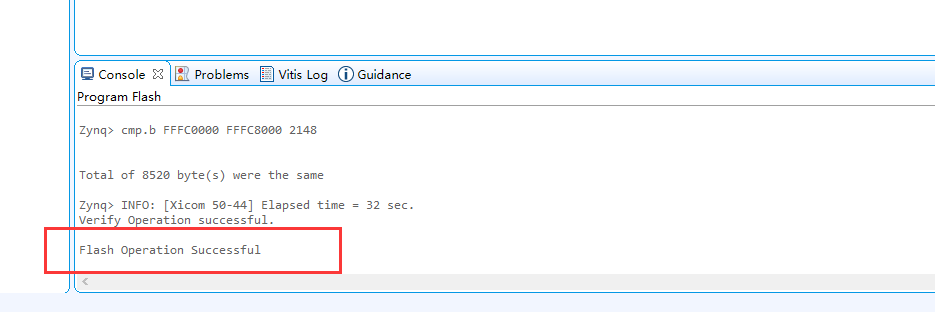 Console Problems Vitis Log Guidance
Program Flash
Zynq> cmp.b FFFC0000 FFFC8000 2148
Total of 8520 byte(s) were the same
Zynq> INFO: [Xicom 50-44] Elapsed time = 32 sec.
Verify Operation successful.
Flash Operation Successful